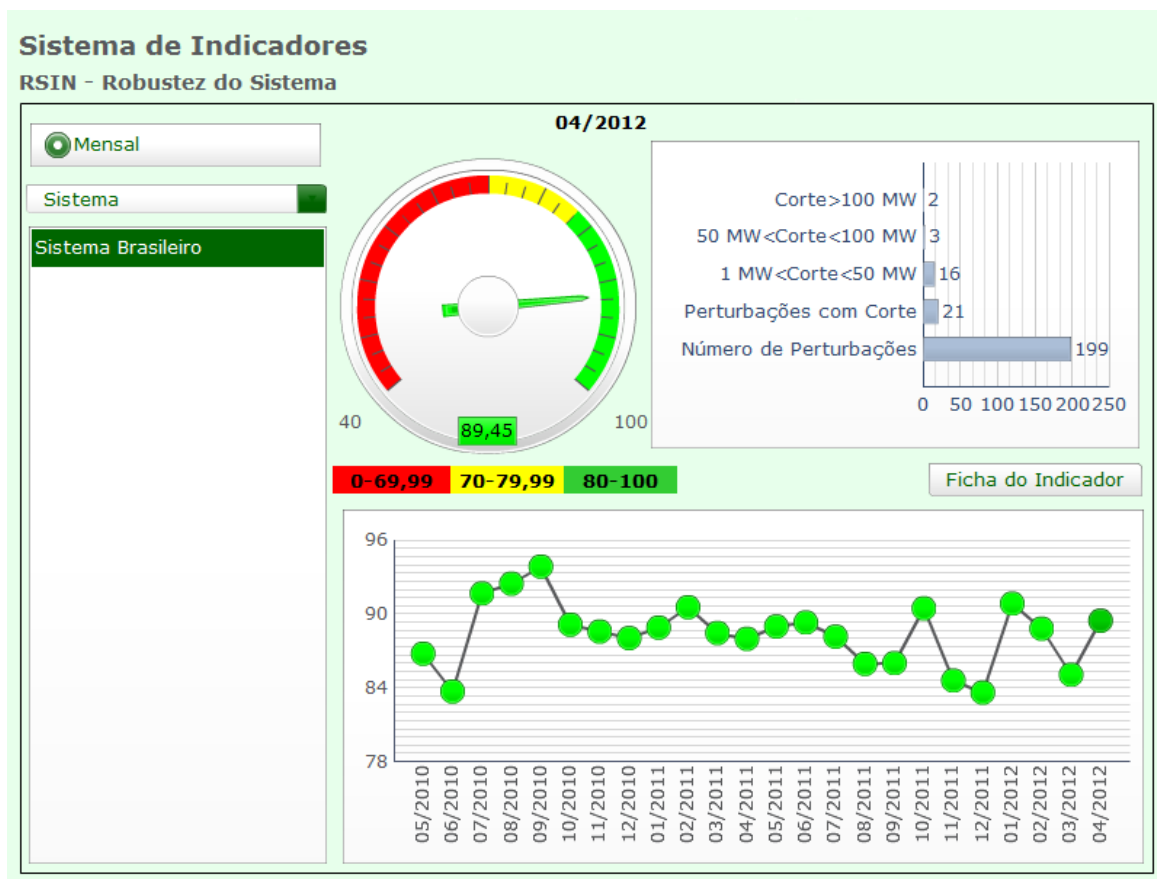 Sistema de Indicadores
RSIN - Robustez do Sistema
Mensal
Sistema
Sistema Brasileiro
04/2012
40
100
89,45
0-69,99 70-79,99 80-100
Corte>100 MW 2
50 MW<Corte<100 MW 3
1 MW<Corte<50 MW 16
Perturbações com Corte 21
Número de Perturbações 199
0 50 100 150 200 250
Ficha do Indicador
96
90
84
78
05/2010
06/2010
07/2010
08/2010
09/2010
10/2010
11/2010
12/2010
01/2011
02/2011
03/2011
04/2011
05/2011
06/2011
07/2011
08/2011
09/2011
10/2011
11/2011
12/2011
01/2012
02/2012
03/2012
04/2012